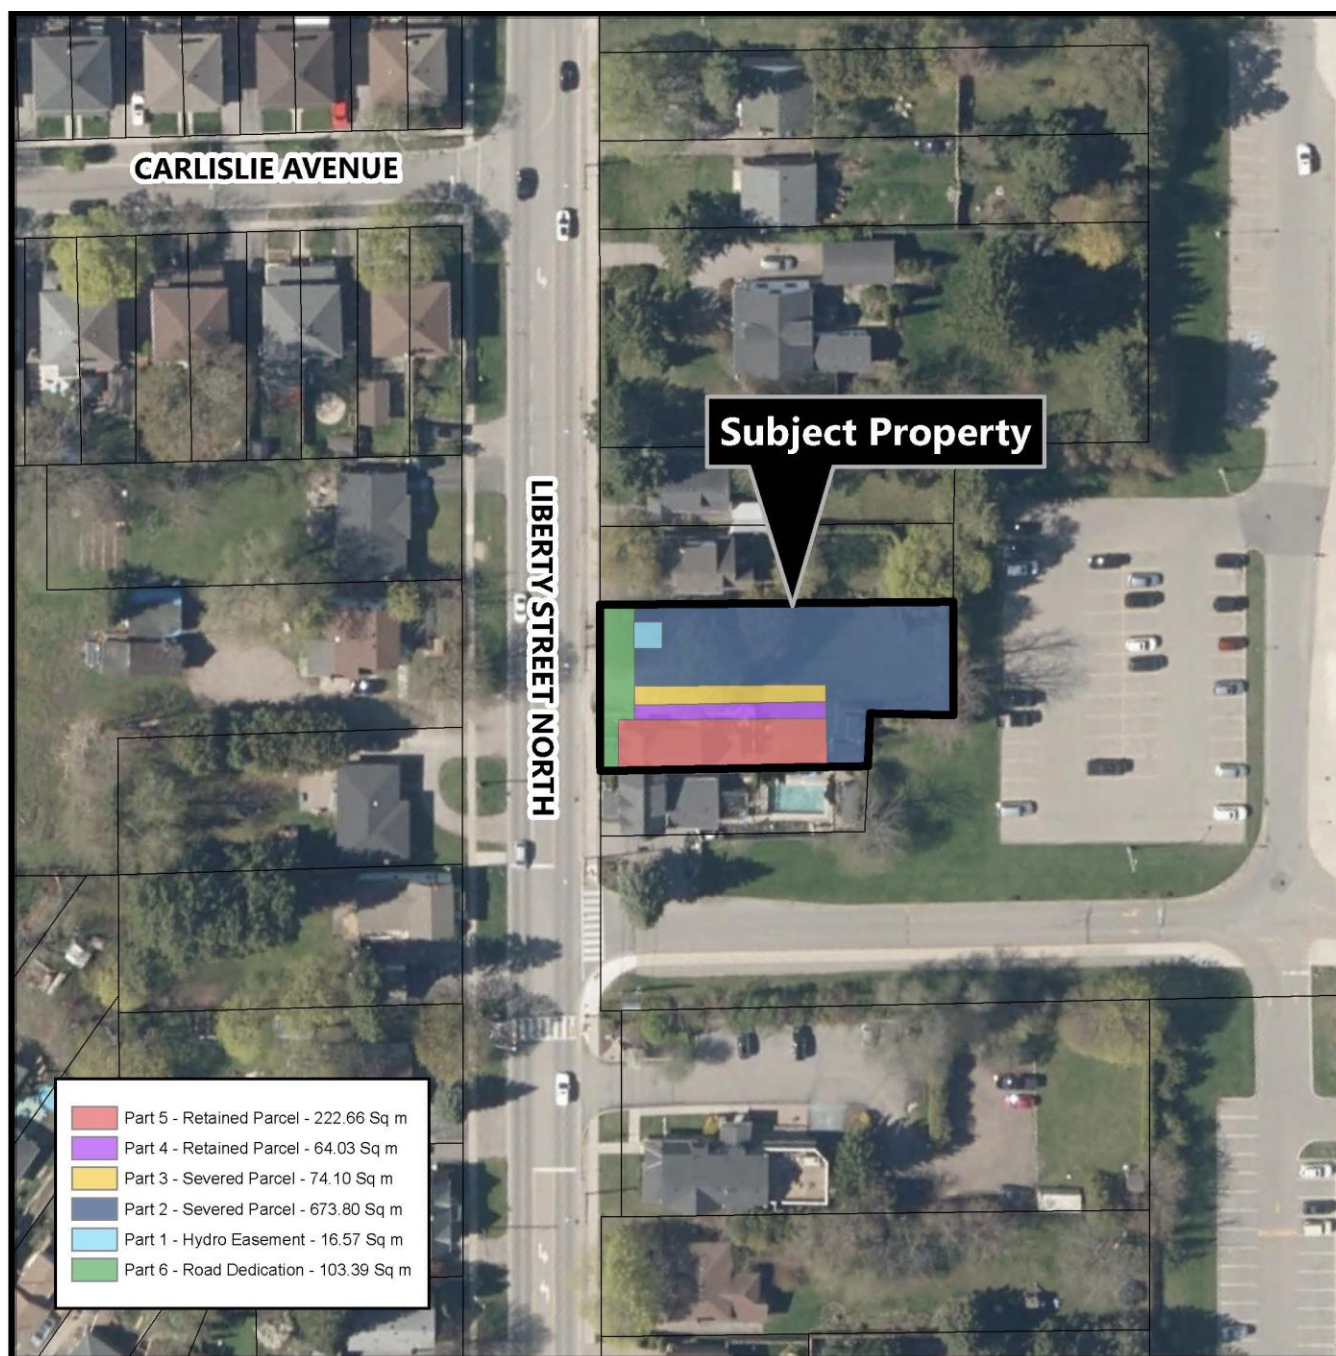 CARLISLIE AVENUE
Subject Property
LIBERTY STREET NORTH
Part 5 - Retained Parcel - 222.66 Sq m
Part 4 - Retained Parcel - 64.03 Sq m
Part 3 - Severed Parcel - 74.10 Sq m
Part 2 - Severed Parcel - 673.80 Sq m
Part 1 - Hydro Easement - 16.57 Sq m
Part 6 - Road Dedication - 103.39 Sq m